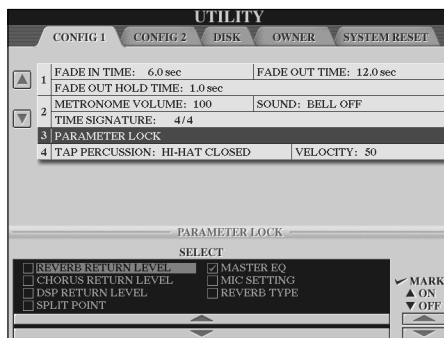 UTILITY
CONFIG 1 CONFIG 2 DISK OWNER SYSTEM RESET
1 FADE IN TIME: 6.0 sec FADE OUT TIME: 12.0 sec
FADE OUT HOLD TIME: 1.0 sec
2 METRONOME VOLUME: 100 SOUND: BELL OFF
TIME SIGNATURE: 4/4
3 PARAMETER LOCK
4 TAP PERCUSSION: HI-HAT CLOSED VELOCITY: 50
PARAMETER LOCK
SELECT
REVERB RETURN LEVEL MASTER EQ
CHORUS RETURN LEVEL MIC SETTING
DSP RETURN LEVEL REVERB TYPE
SPLIT POINT
MARK
▲ ON
▼ OFF